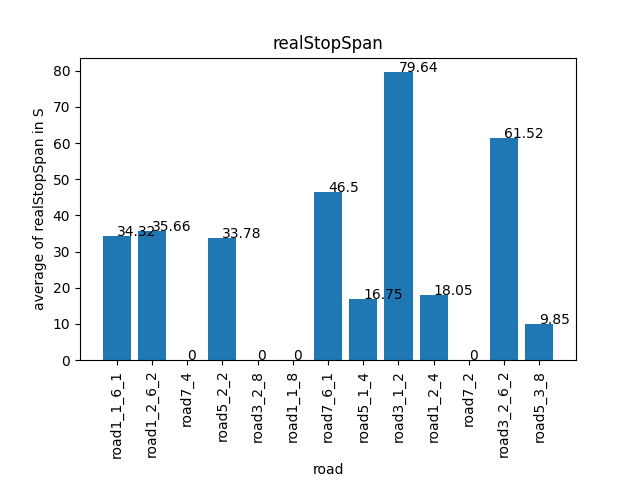 realStopSpan
average of realStopSpan in S
80
70
60
50
40
30
20
10
0
34.32
35.66
0
33.78
0
0
46.5
16.75
79.64
18.05
0
61.52
9.85
road1_1_6_1
road1_2_6_2
road7_4
road5_2_2
road3_2_8
road1_1_8
road7_6_1
road5_1_4
road3_1_2
road1_2_4
road7_2
road3_2_6_2
road5_3_8
road